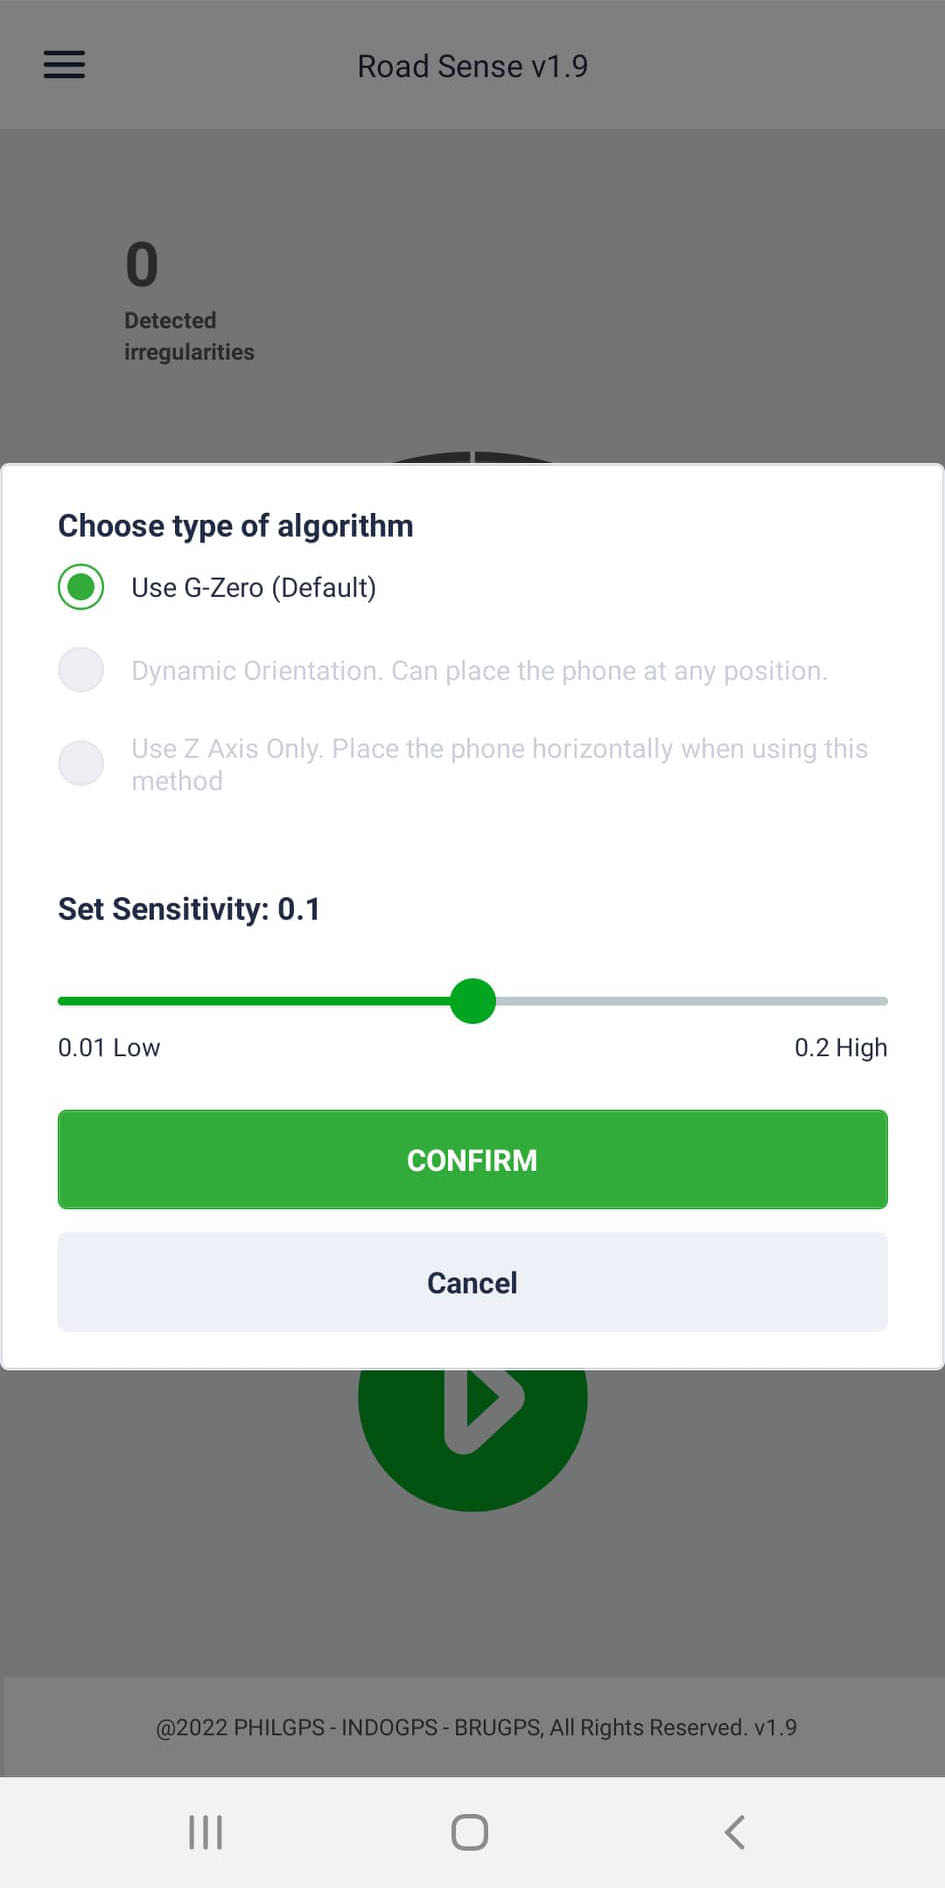 Road Sense v1.9
0
Detected
irregularities
Choose type of algorithm
Use G-Zero (Default)
Dynamic Orientation. Can place the phone at any position.
Use Z Axis Only. Place the phone horizontally when using this
method
Set Sensitivity: 0.1
0.01 Low
0.2 High
CONFIRM
Cancel
@2022 PHILGPS - INDOGPS - BRUGPS, All Rights Reserved. v1.9